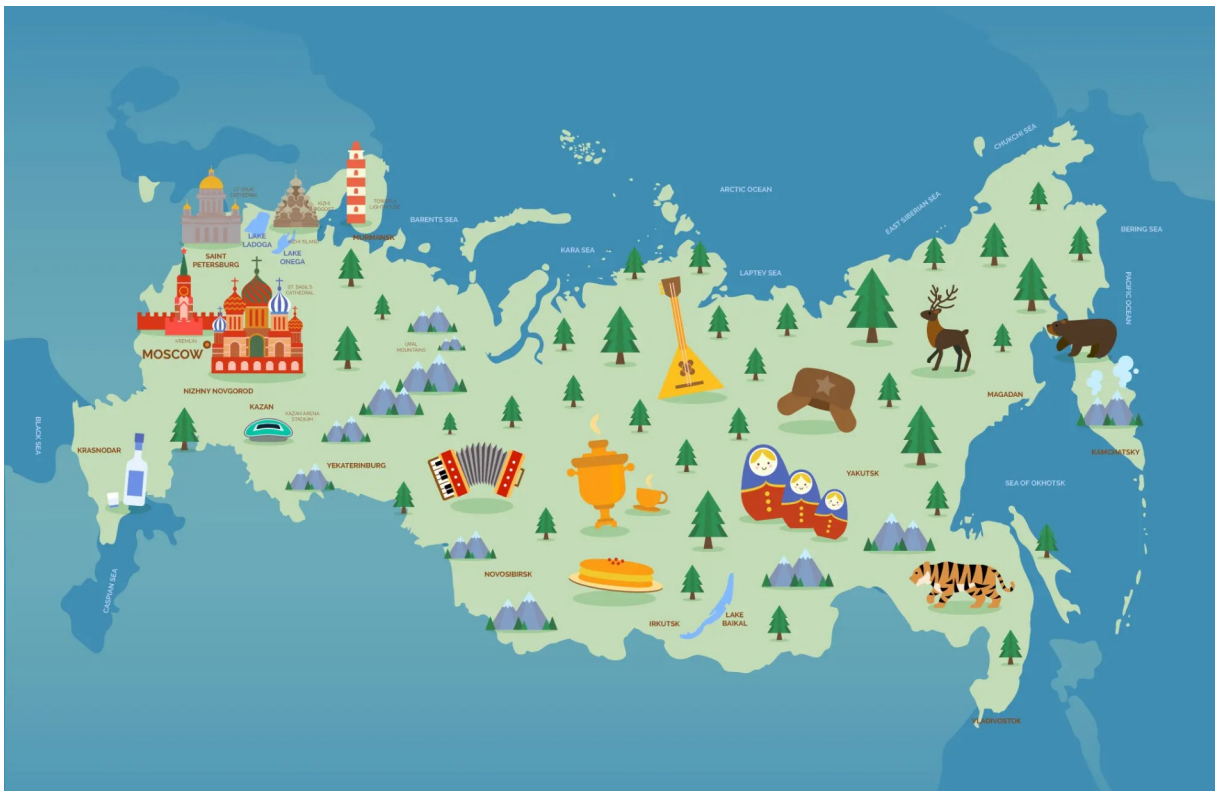 CHUKCHI SEA
ARCTIC OCEAN
EAST SIBERIAN SEA
BERING SEA
BARENTS SEA
KARA SEA
LAPTEV SEA
PACIFIC OCEAN
LAKE
LADOGA
KIZHI ISLAND
LAKE
ONEGA
MURMANSK
SAINT
PETERSBURG
ST. BASIL'S
CATHEDRAL
KREMLIN
MOSCOW
URAL
MOUNTAINS
NIZHNY NOVGOROD
KAZAN
KAZAN ARENA
STADIUM
MAGADAN
BLACK SEA
KRASNODAR
YEKATERINBURG
YAKUTSK
KAMCHATSKY
SEA OF OKHOTSK
CASPIAN SEA
NOVOSIBIRSK
IRKUTSK
LAKE
BAIKAL
VLADIVOSTOK